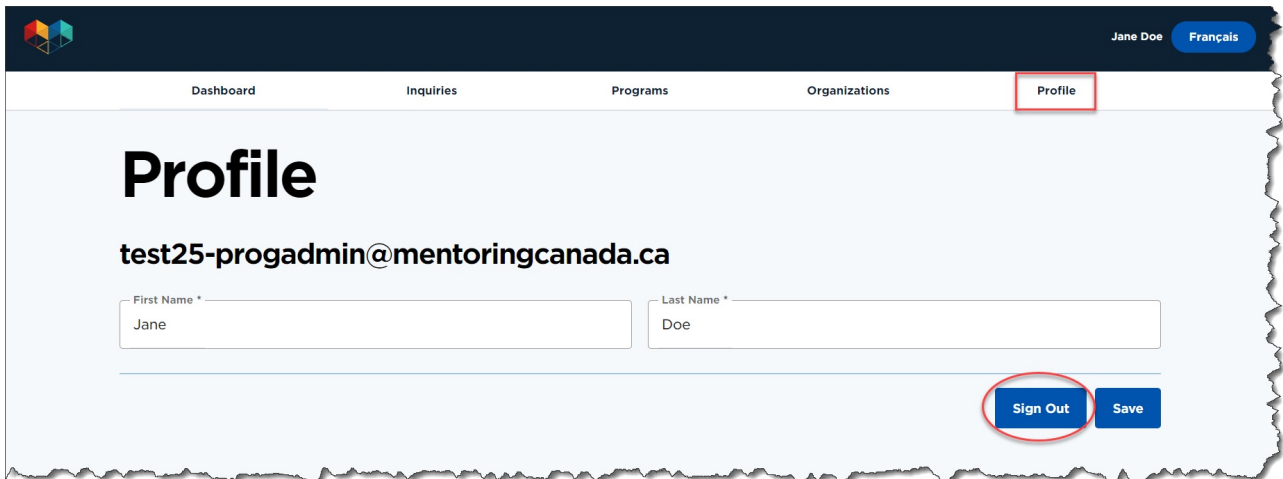 Jane Doe Français
Dashboard Inquiries Programs Organizations Profile
Profile
test25-progadmin@mentoringcanada.ca
First Name * Last Name *
Jane Doe
Sign Out Save